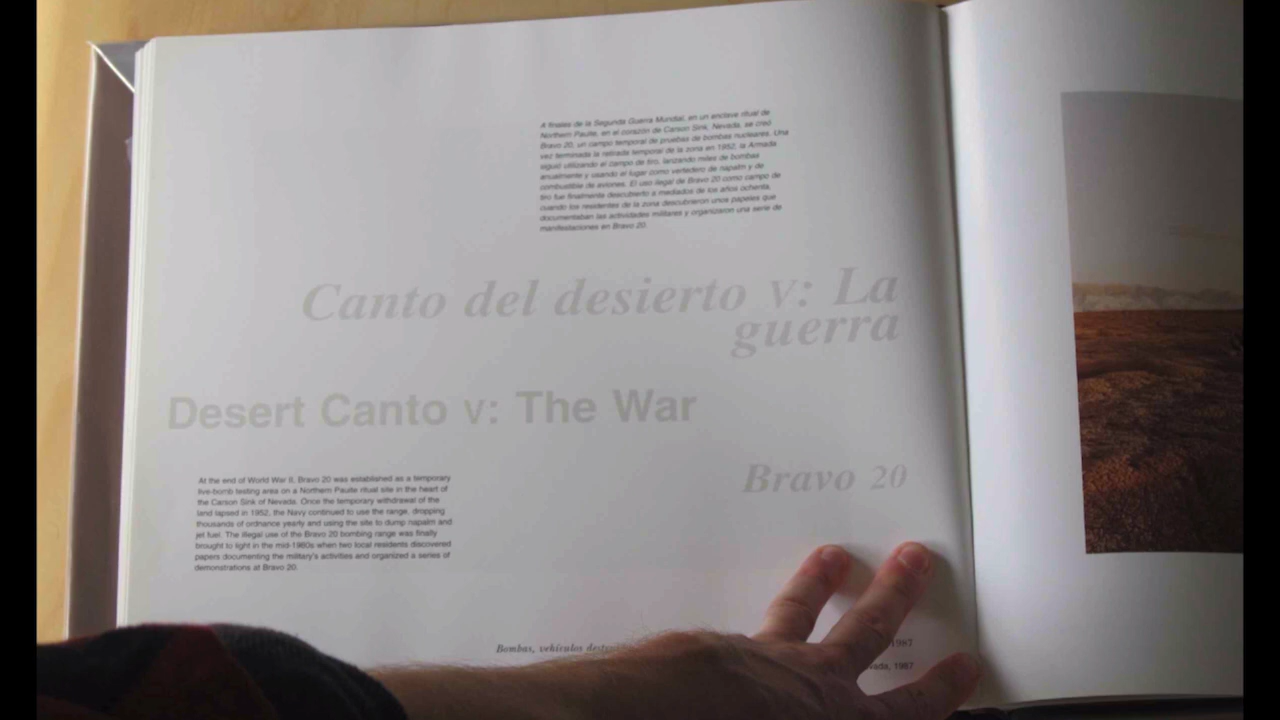 A finales de la Segunda Guerra Mundial, en un enclave ritual de
Northern Paiute, en el corazón de Carson Sink, Nevada, se creó
Bravo 20, un campo temporal de pruebas de bombas nucleares. Una
vez terminada la retirada temporal de la zona en 1952, la Armada
siguió utilizando el campo de tiro, lanzando miles de bombas
anualmente y usando el lugar como vertedero de napalm y de
combustible de aviones. El uso ilegal de Bravo 20 como campo de
tiro fue finalmente descubierto a mediados de los años ochenta,
cuando los residentes de la zona descubrieron unos papeles que
documentaban las actividades militares y organizaron una serie de
manifestaciones en Bravo 20.
Canto del desierto V: La
guerra
Desert Canto V: The War
Bravo 20
At the end of World War II, Bravo 20 was established as a temporary
live-bomb testing area on a Northern Paiute ritual site in the heart of
the Carson Sink of Nevada. Once the temporary withdrawal of the
land lapsed in 1952, the Navy continued to use the range, dropping
thousands of ordnance yearly and using the site to dump napalm and
jet fuel. The illegal use of the Bravo 20 bombing range was finally
brought to light in the mid-1980s when two local residents discovered
papers documenting the military's activities and organized a series of
demonstrations at Bravo 20.
Bombas, vehículos 1987
1987